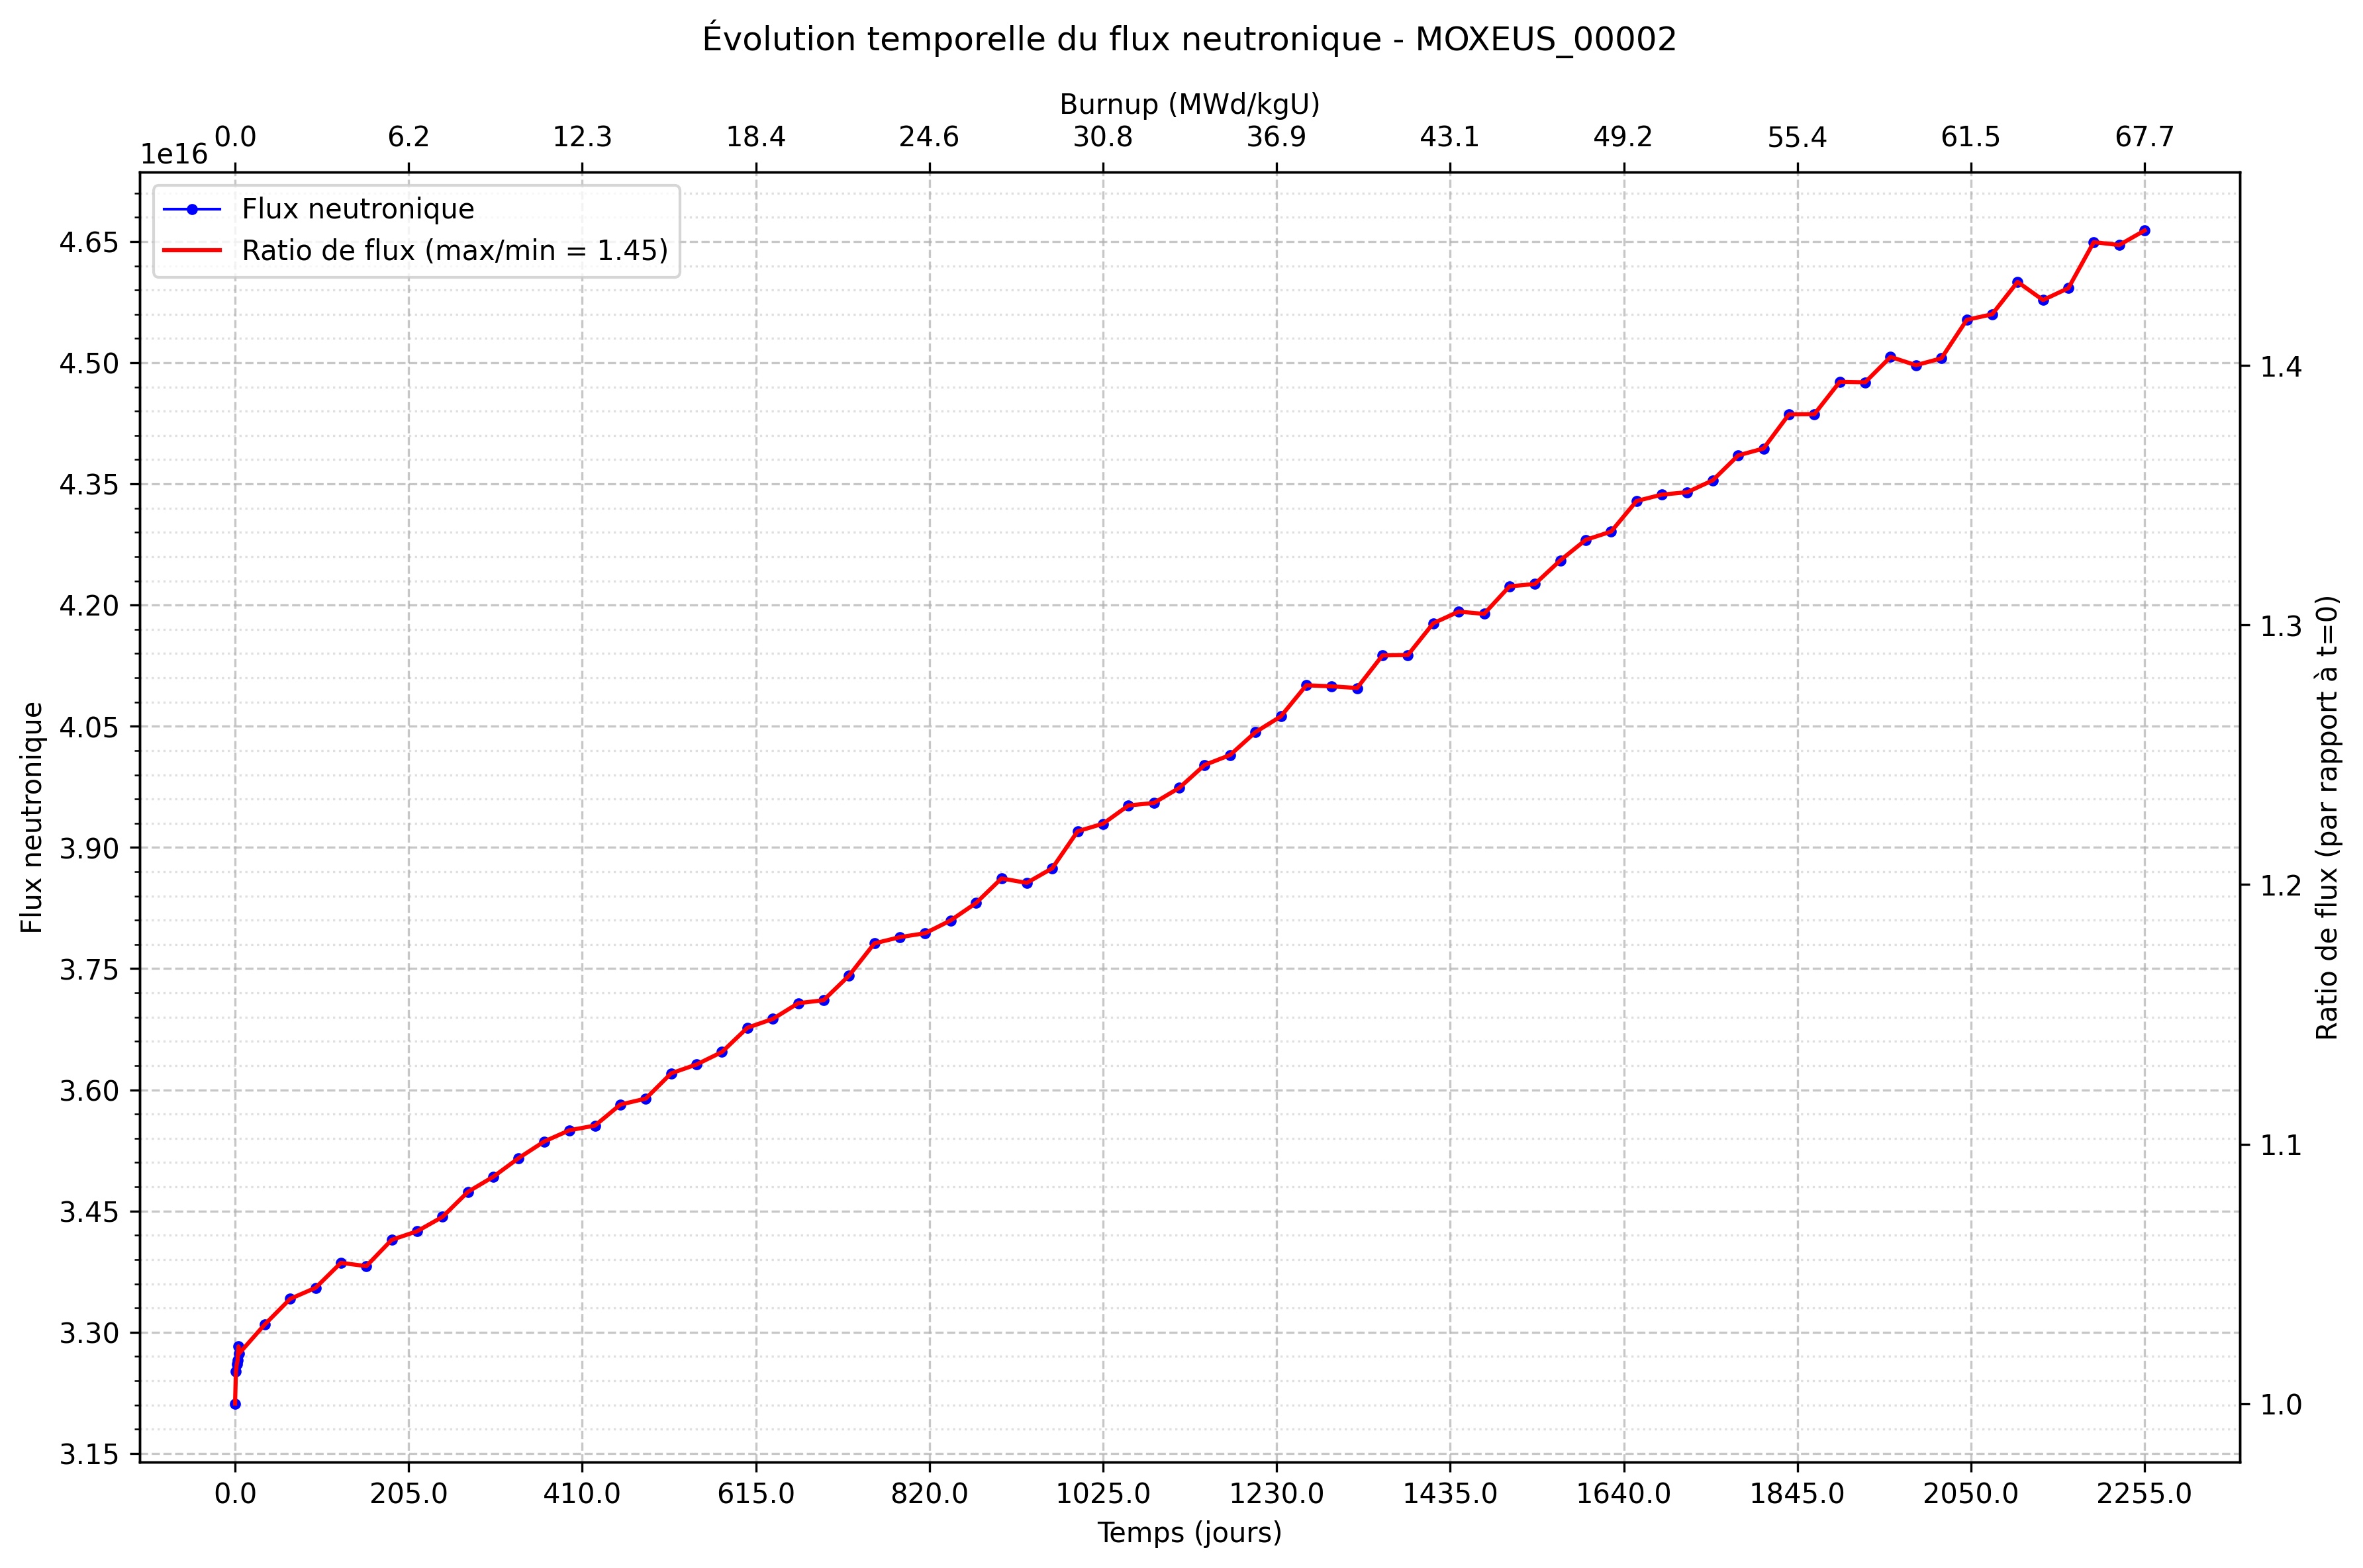 Évolution temporelle du flux neutronique - MOXEUS_00002
Burnup (MWd/kgU)
0.0 6.2 12.3 18.4 24.6 30.8 36.9 43.1 49.2 55.4 61.5 67.7
1e16
Flux neutronique
Ratio de flux (max/min = 1.45)
4.65
4.50
4.35
4.20
4.05
3.90
3.75
3.60
3.45
3.30
3.15
Flux neutronique
1.4
1.3
1.2
1.1
1.0
Ratio de flux (par rapport à t=0)
0.0 205.0 410.0 615.0 820.0 1025.0 1230.0 1435.0 1640.0 1845.0 2050.0 2255.0
Temps (jours)